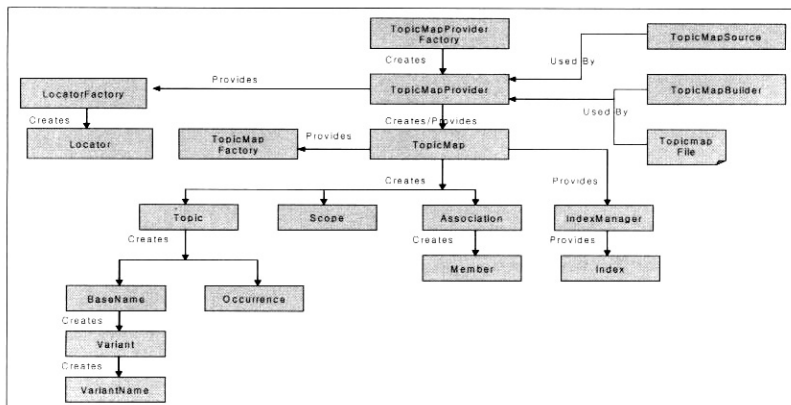 TopicMapProvider
Factory
TopicMapSource
Creates
Used By
Provides
LocatorFactory
TopicMapProvider
TopicMapBuilder
Creates
Creates/Provides
Used By
Locator
TopicMap
Factory
Provides
TopicMap
Topicmap
File
Creates
Provides
Topic
Scope
Association
IndexManager
Creates
Creates
Provides
Member
Index
BaseName
Occurrence
Creates
Variant
Creates
VariantName